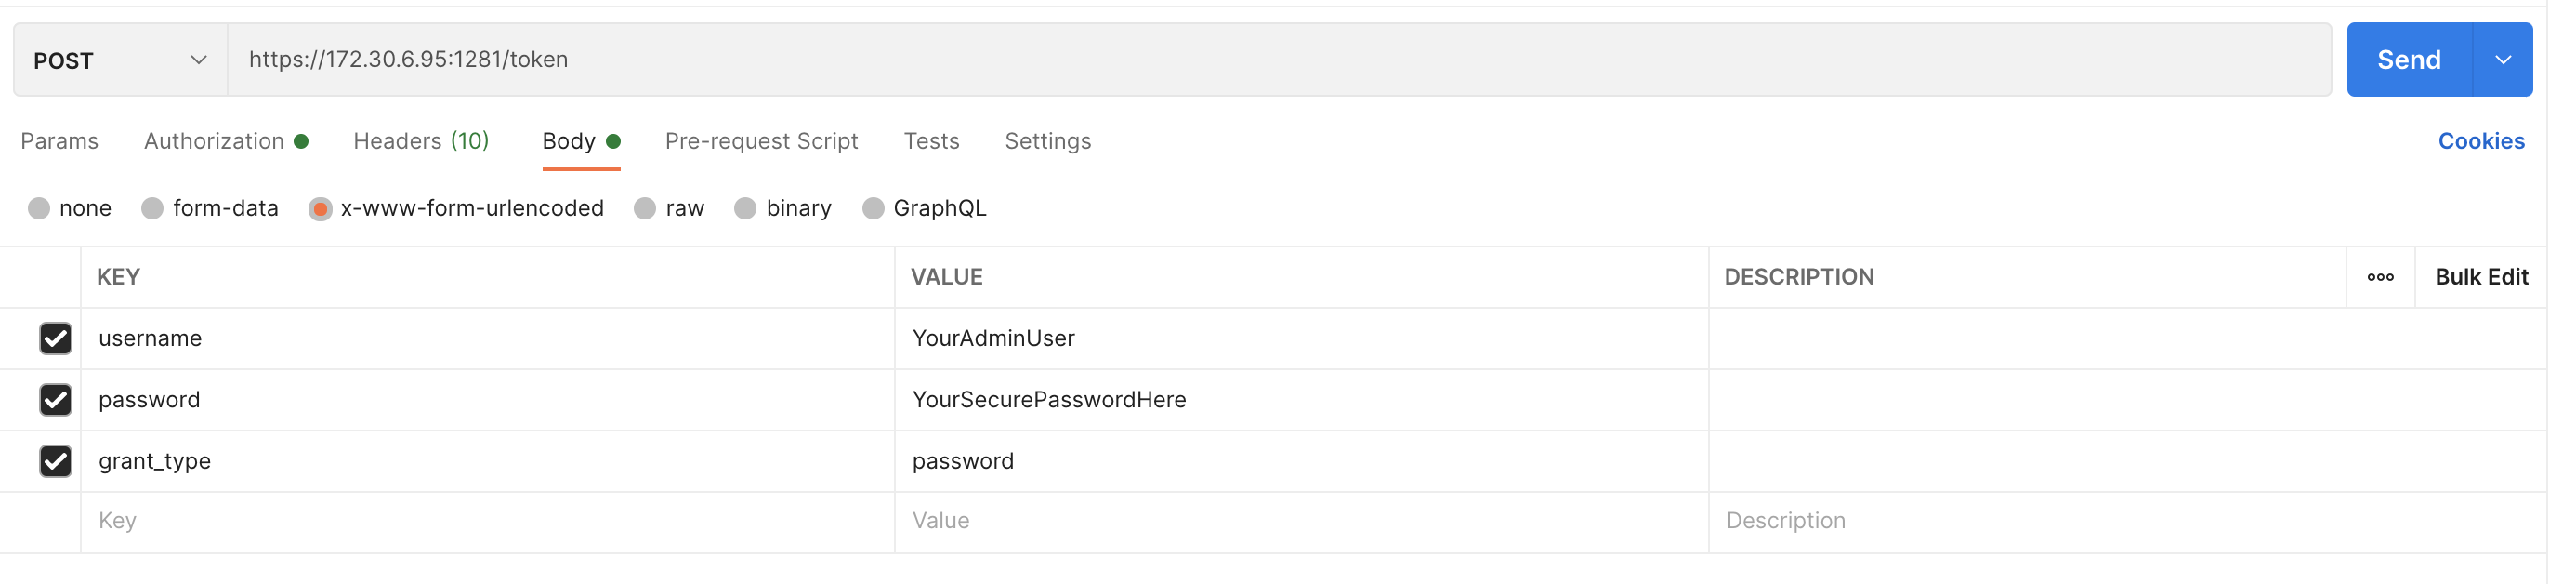 POST https://172.30.6.95:1281/token Send
Params Authorization Headers (10) Body Pre-request Script Tests Settings Cookies
none form-data x-www-form-urlencoded raw binary GraphQL
KEY VALUE DESCRIPTION ooo Bulk Edit
username YourAdminUser
password YourSecurePasswordHere
grant_type password
Key Value Description